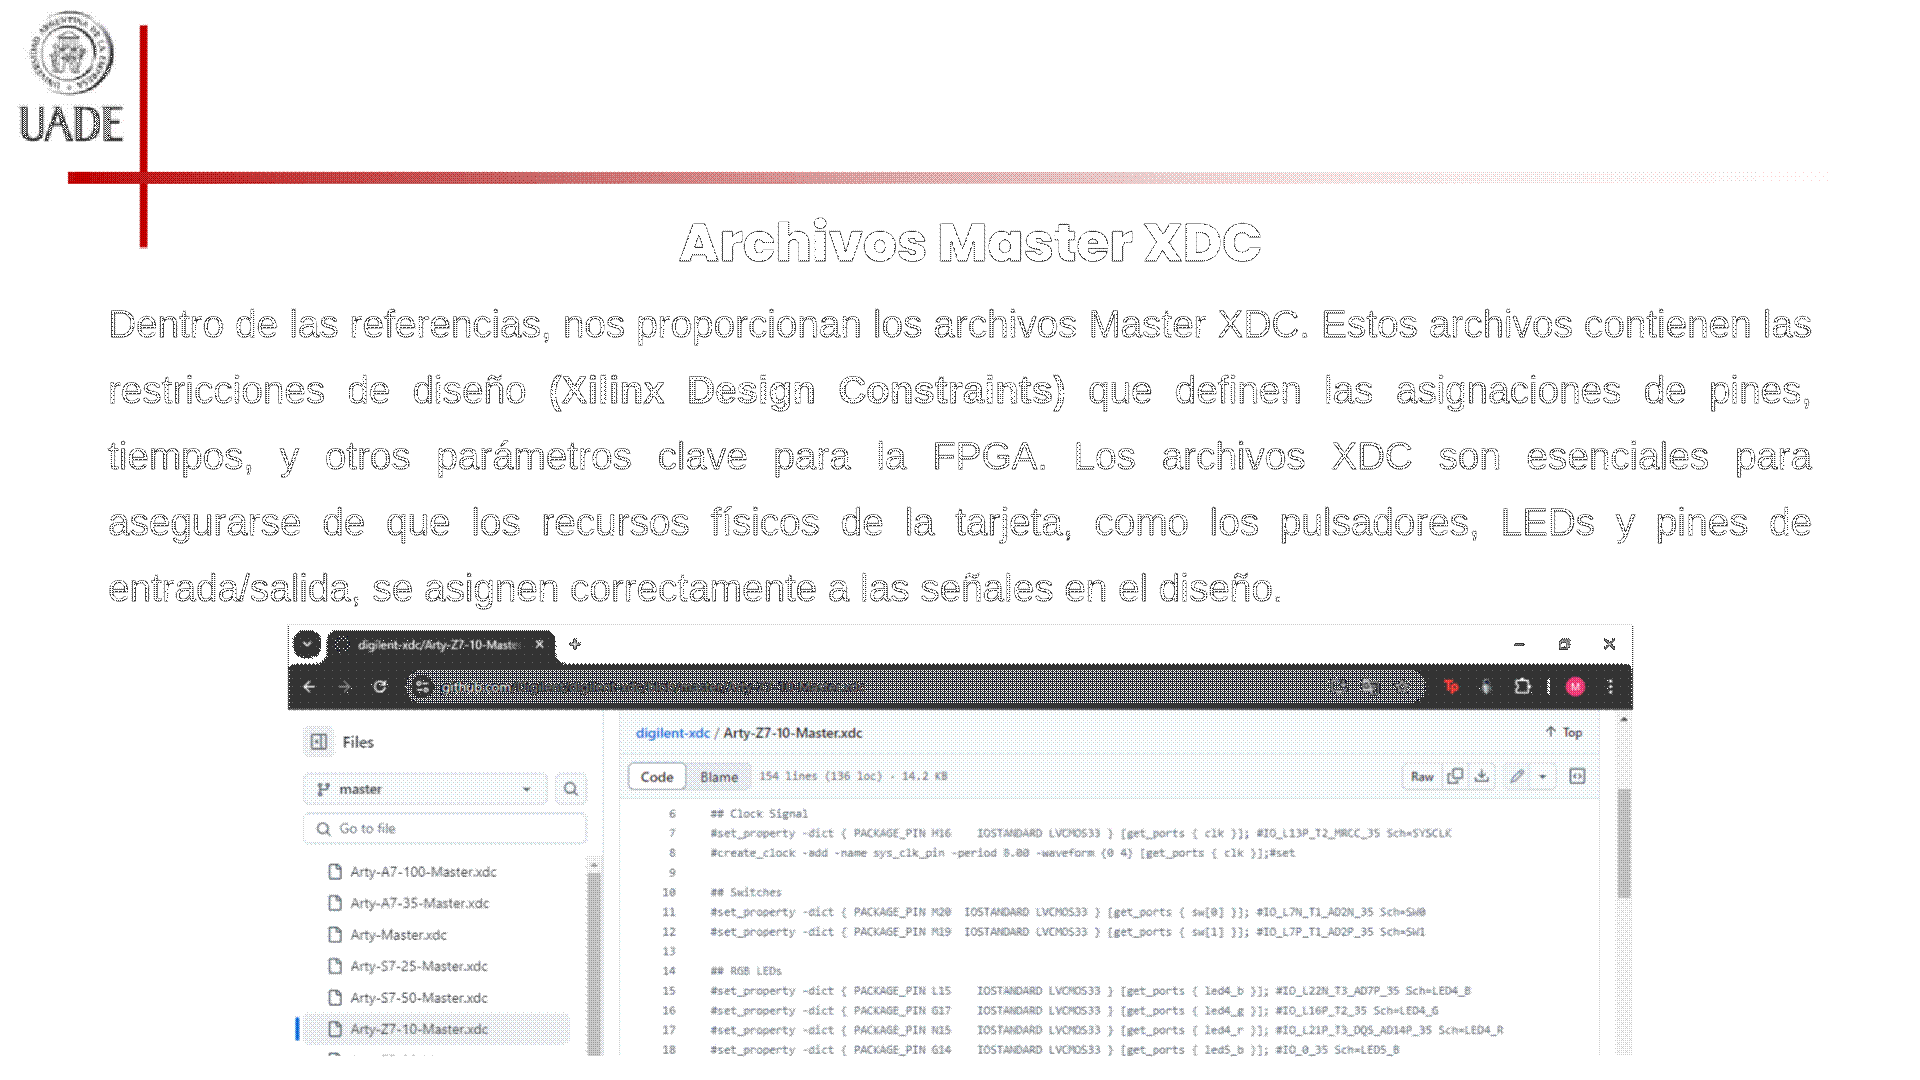 UNIVERSIDAD ARGENTINA DE LA EMPRESA
UADE
Archivos Master XDC
Dentro de las referencias, nos proporcionan los archivos Master XDC. Estos archivos contienen las
restricciones de diseño (Xilinx Design Constraints) que definen las asignaciones de pines,
tiempos, y otros parámetros clave para la FPGA. Los archivos XDC son esenciales para
asegurarse de que los recursos físicos de la tarjeta, como los pulsadores, LEDs y pines de
entrada/salida, se asignen correctamente a las señales en el diseño.
digilent-xdc/Arty-Z7-10-Master
github.com
Tp
M
Files
digilent-xdc / Arty-Z7-10-Master.xdc
Top
master
Code Blame 154 lines (136 loc) · 14.2 KB
Raw
Go to file
Arty-A7-100-Master.xdc
Arty-A7-35-Master.xdc
Arty-Master.xdc
Arty-S7-25-Master.xdc
Arty-S7-50-Master.xdc
Arty-Z7-10-Master.xdc
6 ## Clock Signal
7 #set_property -dict { PACKAGE_PIN H16 IOSTANDARD LVCMOS33 } [get_ports { clk }]; #IO_L13P_T2_MRCC_35 Sch=SYSCLK
8 #create_clock -add -name sys_clk_pin -period 8.00 -waveform {0 4} [get_ports { clk }];#set
9
10 ## Switches
11 #set_property -dict { PACKAGE_PIN M20 IOSTANDARD LVCMOS33 } [get_ports { sw[0] }]; #IO_L7N_T1_AD2N_35 Sch=SW0
12 #set_property -dict { PACKAGE_PIN M19 IOSTANDARD LVCMOS33 } [get_ports { sw[1] }]; #IO_L7P_T1_AD2P_35 Sch=SW1
13
14 ## RGB LEDs
15 #set_property -dict { PACKAGE_PIN L15 IOSTANDARD LVCMOS33 } [get_ports { led4_b }]; #IO_L22N_T3_AD7P_35 Sch=LED4_B
16 #set_property -dict { PACKAGE_PIN G17 IOSTANDARD LVCMOS33 } [get_ports { led4_g }]; #IO_L16P_T2_35 Sch=LED4_G
17 #set_property -dict { PACKAGE_PIN N15 IOSTANDARD LVCMOS33 } [get_ports { led4_r }]; #IO_L21P_T3_DQS_AD14P_35 Sch=LED4_R
18 #set_property -dict { PACKAGE_PIN G14 IOSTANDARD LVCMOS33 } [get_ports { led5_b }]; #IO_0_35 Sch=LED5_B